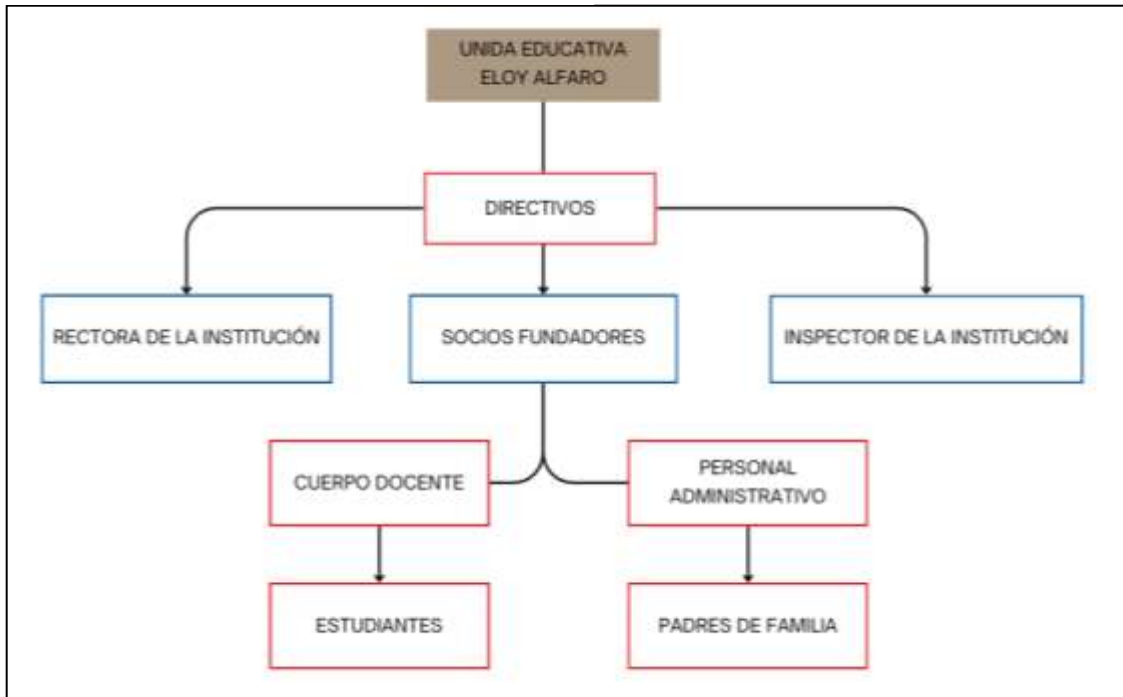 UNIDA EDUCATIVA
ELOY ALFARO
DIRECTIVOS
RECTORA DE LA INSTITUCIÓN
SOCIOS FUNDADORES
INSPECTOR DE LA INSTITUCIÓN
CUERPO DOCENTE
PERSONAL
ADMINISTRATIVO
ESTUDIANTES
PADRES DE FAMILIA